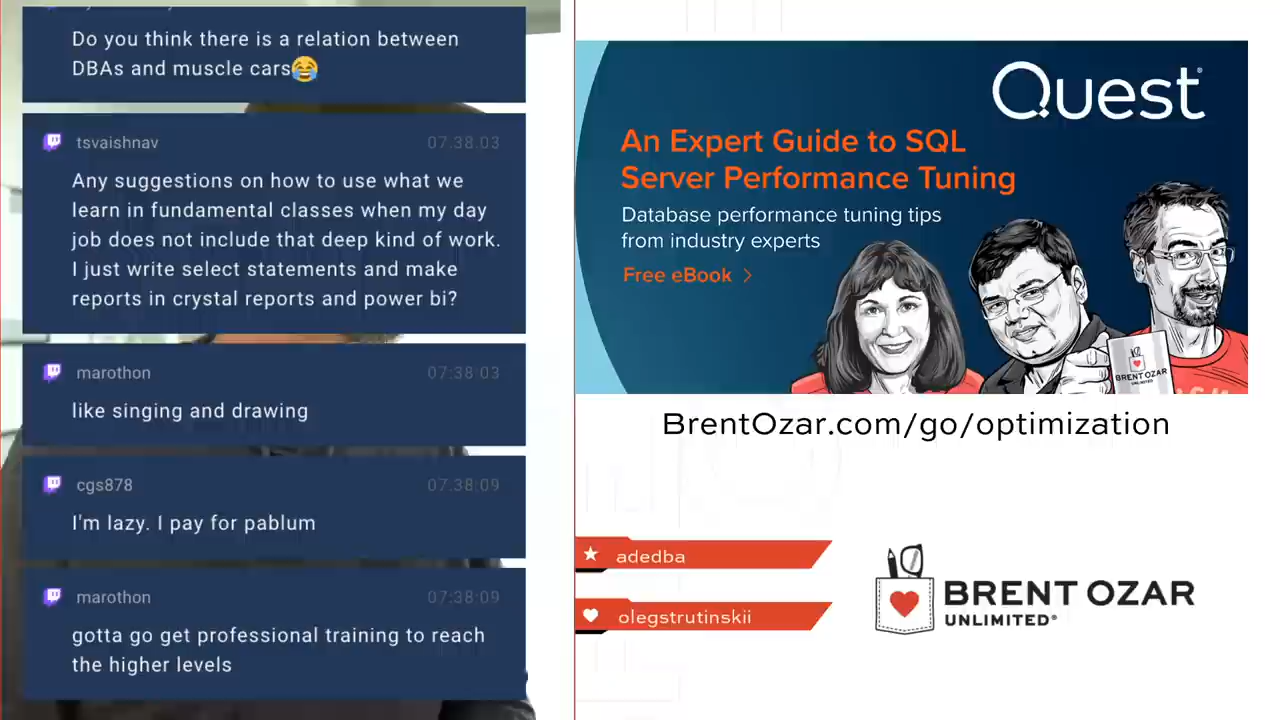 Do you think there is a relation between
DBAs and muscle cars😂
tsvaishnav 07.38.03
Any suggestions on how to use what we
learn in fundamental classes when my day
job does not include that deep kind of work.
I just write select statements and make
reports in crystal reports and power bi?
marothon 07.38.03
like singing and drawing
cgs878 07.38.09
I'm lazy. I pay for pablum
marothon 07.38.09
gotta go get professional training to reach
the higher levels
Quest
An Expert Guide to SQL
Server Performance Tuning
Database performance tuning tips
from industry experts
Free eBook >
BRENT OZAR
UNLIMITED
BrentOzar.com/go/optimization
adedba
olegstrutinskii
BRENT OZAR
UNLIMITED®